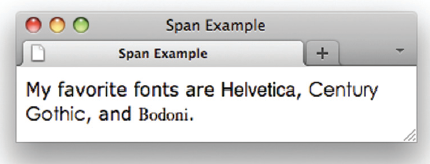 Span Example
Span Example
My favorite fonts are Helvetica, Century
Gothic, and Bodoni.